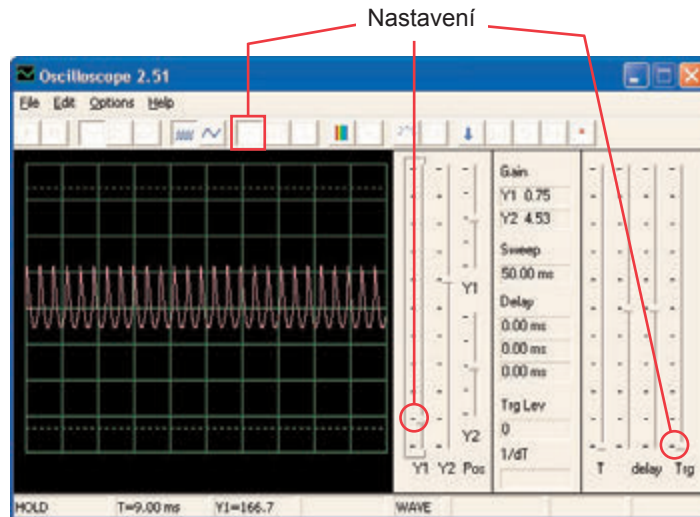 Nastavení
Oscilloscope 2.51
File Edit Options Help
Gain
Y1 0.75
Y2 4.53
Sweep
50.00 ms
Delay
0.00 ms
0.00 ms
0.00 ms
Trg Lev
0
1/dT
Y1
Y2
Y1 Y2 Pos
T delay Trg
HOLD T=9.00 ms Y1=166.7 WAVE